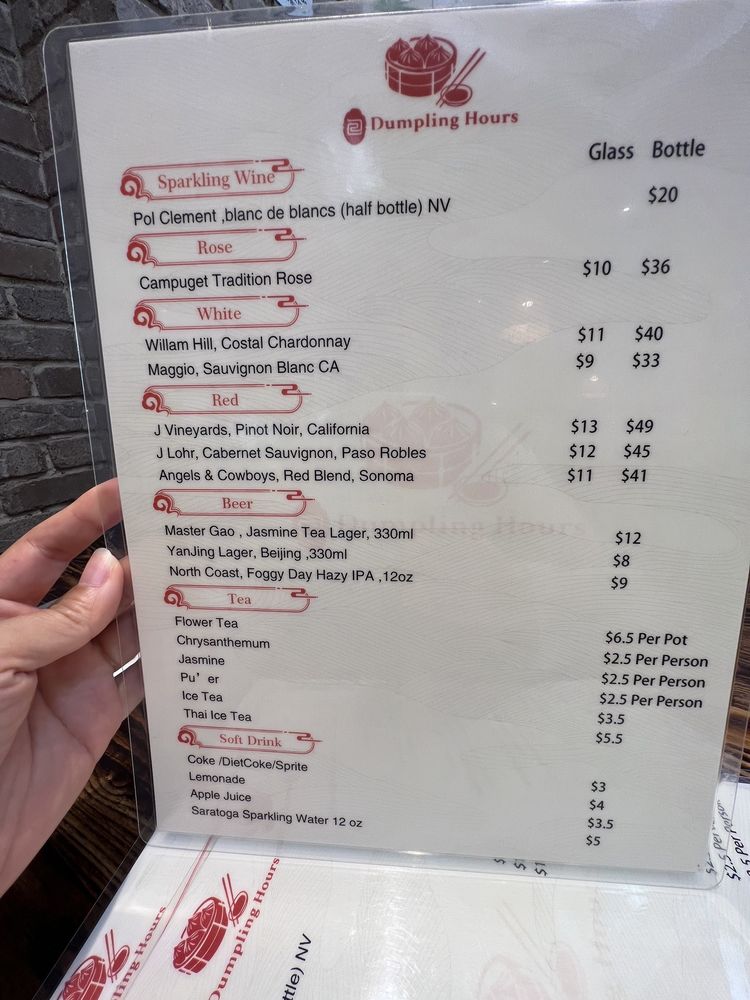 Dumpling Hours
Glass Bottle
Sparkling Wine
Pol Clement ,blanc de blancs (half bottle) NV $20
Rose
Campuget Tradition Rose $10 $36
White
Willam Hill, Costal Chardonnay $11 $40
Maggio, Sauvignon Blanc CA $9 $33
Red
J Vineyards, Pinot Noir, California $13 $49
J Lohr, Cabernet Sauvignon, Paso Robles $12 $45
Angels & Cowboys, Red Blend, Sonoma $11 $41
Dumpling Hours
Beer
Master Gao , Jasmine Tea Lager, 330ml $12
YanJing Lager, Beijing ,330ml $8
North Coast, Foggy Day Hazy IPA ,12oz $9
Tea
Flower Tea $6.5 Per Pot
Chrysanthemum $2.5 Per Person
Jasmine $2.5 Per Person
Pu’ er $2.5 Per Person
Ice Tea $3.5
Thai Ice Tea $5.5
Soft Drink
Coke /DietCoke/Sprite $3
Lemonade $4
Apple Juice $3.5
Saratoga Sparkling Water 12 oz $5
Dumpling Hours
ttle) NV